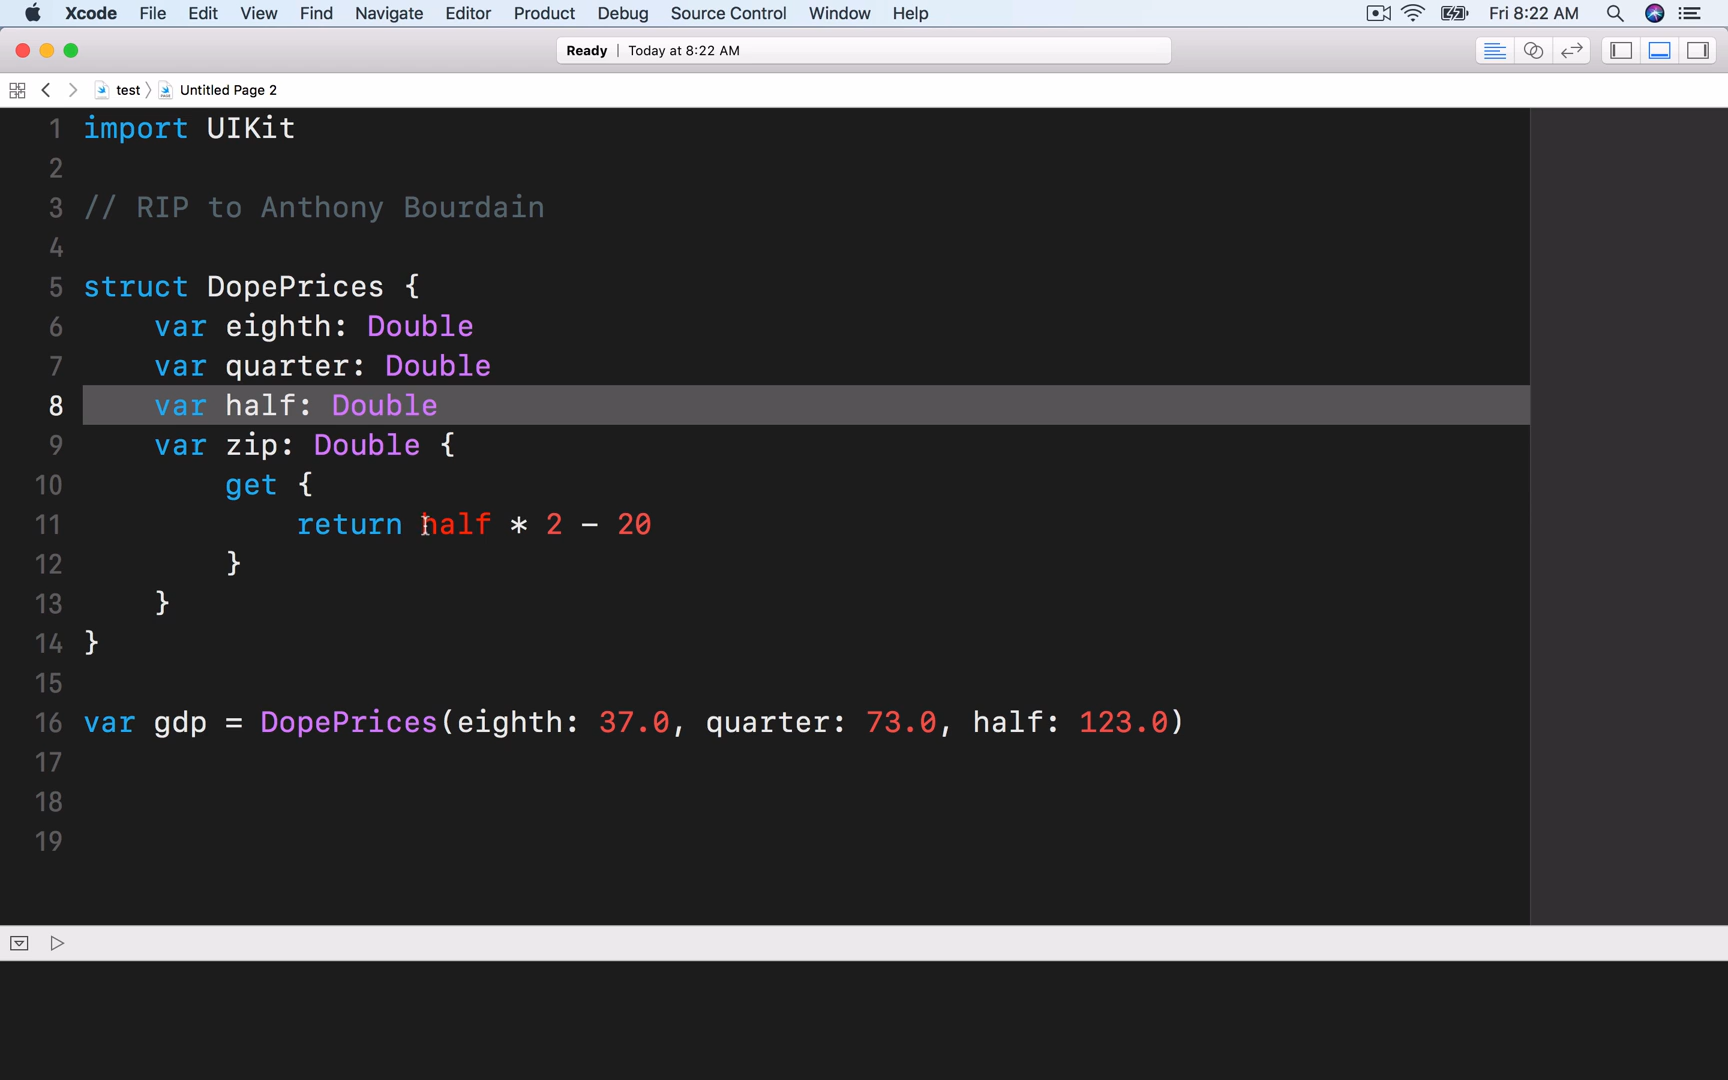 Xcode File Edit View Find Navigate Editor Product Debug Source Control Window Help Fri 8:22 AM
Ready | Today at 8:22 AM
test 〉 Untitled Page 2
1 import UIKit
2
3 // RIP to Anthony Bourdain
4
5 struct DopePrices {
6 var eighth: Double
7 var quarter: Double
8 var half: Double
9 var zip: Double {
10 get {
11 return half * 2 - 20
12 }
13 }
14 }
15
16 var gdp = DopePrices(eighth: 37.0, quarter: 73.0, half: 123.0)
17
18
19